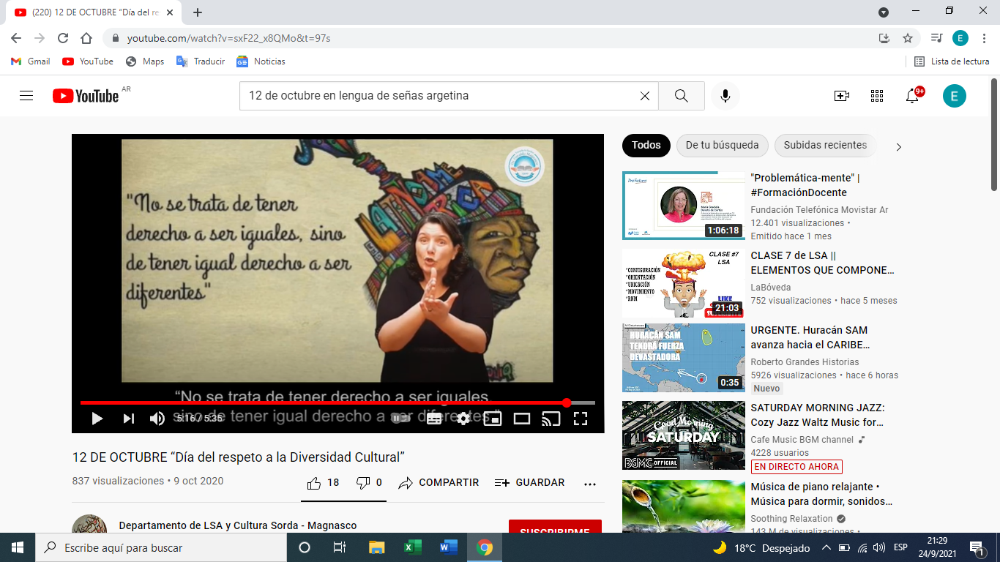 (220) 12 DE OCTUBRE “Día del re
youtube.com/watch?v=sxF22_x8QMo&t=97s
E
Gmail
YouTube
Maps
Traducir
Noticias
Lista de lectura
YouTube AR
12 de octubre en lengua de señas argetina
9+
E
"No se trata de tener
derecho a ser iguales, sino
de tener igual derecho a ser
diferentes"
LATINOAMERICA
“No se trata de tener derecho a ser iguales
sino de tener igual derecho a ser diferentes.”
5:16 / 5:35
12 DE OCTUBRE “Día del respeto a la Diversidad Cultural”
837 visualizaciones • 9 oct 2020
18
0
COMPARTIR
GUARDAR
Departamento de LSA y Cultura Sorda - Magnasco
SUSCRIBIRME
Todos
De tu búsqueda
Subidas recientes
ProFuturo
1:06:18
"Problemática-mente" |
#FormaciónDocente
Fundación Telefónica Movistar Ar
12.401 visualizaciones •
Emitido hace 1 mes
CLASE #7
LSA
*CONFIGURACIÓN
*ORIENTACIÓN
*UBICACIÓN
*MOVIMIENTO
*RNM
LUKE
21:03
CLASE 7 de LSA ||
ELEMENTOS QUE COMPONE...
LaBóveda
752 visualizaciones • hace 5 meses
HURACÁN SAM
TENDRÁ FUERZA
DEVASTADORA
0:35
URGENTE. Huracán SAM
avanza hacia el CARIBE...
Roberto Grandes Historias
5926 visualizaciones • hace 6 horas
Nuevo
Good Morning
SATURDAY
BGMC OFFICIAL
SATURDAY MORNING JAZZ:
Cozy Jazz Waltz Music for...
Cafe Music BGM channel
4228 usuarios
EN DIRECTO AHORA
Música de piano relajante •
Música para dormir, sonidos...
Soothing Relaxation
143 M de visualizaciones •
Escribe aquí para buscar
18°C Despejado
ESP
21:29
24/9/2021
1